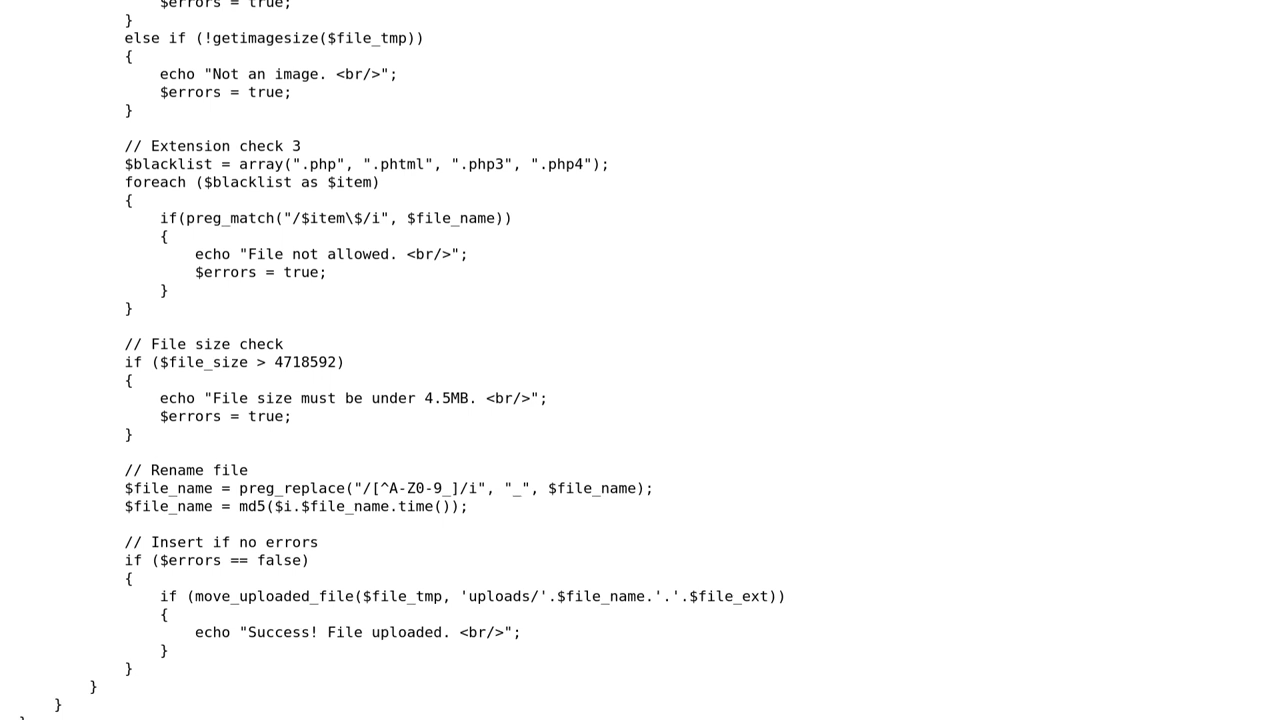 $errors = true;
}
else if (!getimagesize($file_tmp))
{
echo "Not an image. <br/>";
$errors = true;
}
// Extension check 3
$blacklist = array(".php", ".phtml", ".php3", ".php4");
foreach ($blacklist as $item)
{
if(preg_match("/$item\$/i", $file_name))
{
echo "File not allowed. <br/>";
$errors = true;
}
}
// File size check
if ($file_size > 4718592)
{
echo "File size must be under 4.5MB. <br/>";
$errors = true;
}
// Rename file
$file_name = preg_replace("/[^A-Z0-9_]/i", "_", $file_name);
$file_name = md5($i.$file_name.time());
// Insert if no errors
if ($errors == false)
{
if (move_uploaded_file($file_tmp, 'uploads/'.$file_name.'.'.$file_ext))
{
echo "Success! File uploaded. <br/>";
}
}
}
}
}